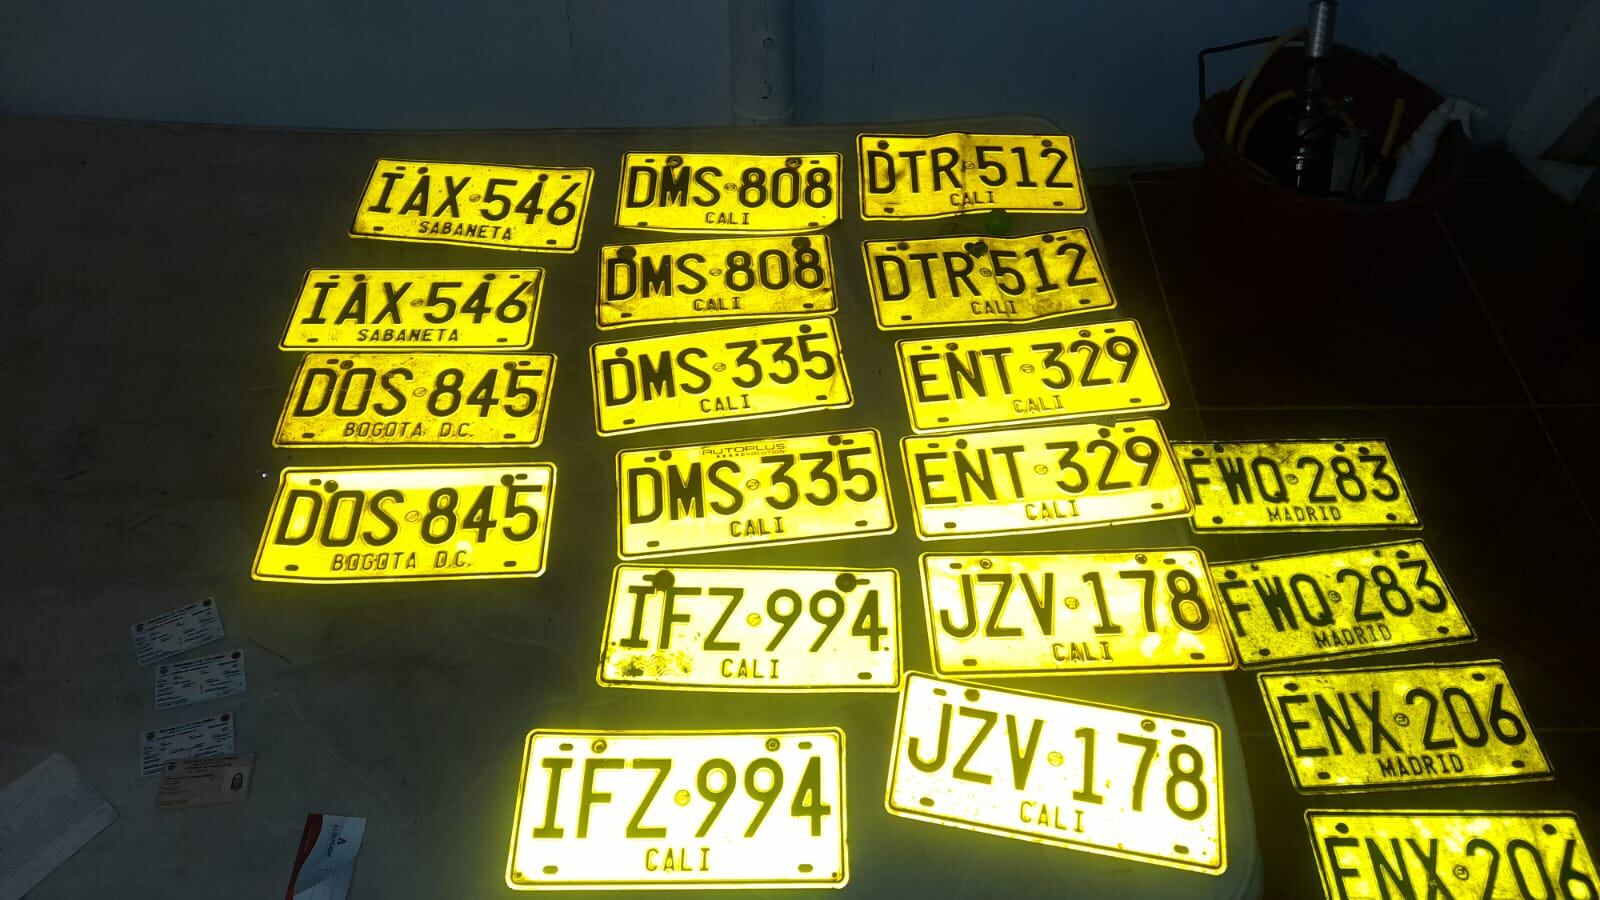 IAX·546
SABANETA
IAX·546
SABANETA
DOS·845
BOGOTA D.C.
DOS·845
BOGOTA D.C.
DMS·808
CALI
DMS·808
CALI
DMS·335
CALI
AUTOPLUS
DMS·335
CALI
IFZ·994
CALI
IFZ·994
CALI
DTR·512
CALI
DTR·512
CALI
ENT·329
CALI
ENT·329
CALI
JZV·178
CALI
JZV·178
CALI
FWQ·283
MADRID
FWQ·283
MADRID
ENX·206
MADRID
ENX·206